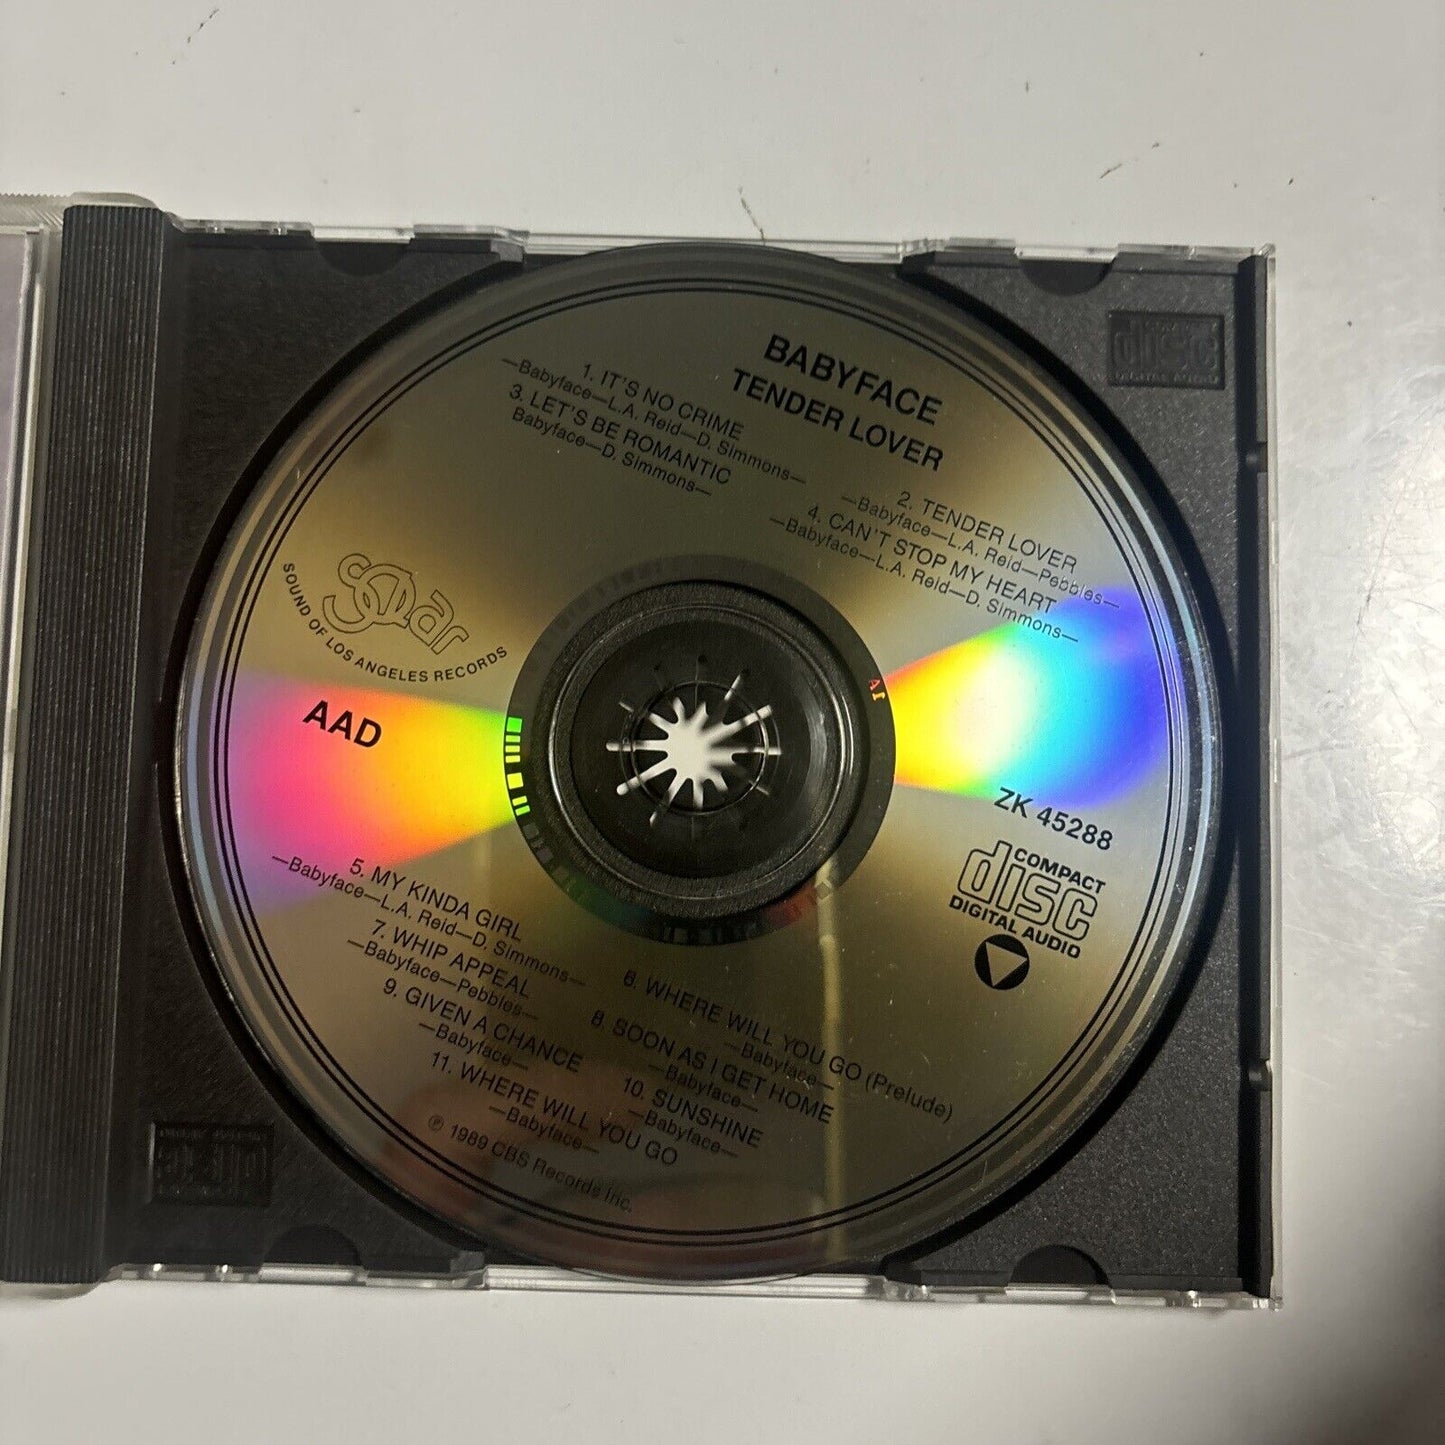 BABYFACE
TENDER LOVER
1. IT'S NO CRIME
—Babyface—L.A. Reid—D. Simmons—
3. LET'S BE ROMANTIC
Babyface—D. Simmons—
2. TENDER LOVER
—Babyface—L.A. Reid—Pebbles—
4. CAN'T STOP MY HEART
—Babyface—L.A. Reid—D. Simmons—
Solar
SOUND OF LOS ANGELES RECORDS
AAD
ZK 45288
COMPACT
disc
DIGITAL AUDIO
5. MY KINDA GIRL
—Babyface—L.A. Reid—D. Simmons—
7. WHIP APPEAL
—Babyface—Pebbles—
9. GIVEN A CHANCE
—Babyface—
11. WHERE WILL YOU GO
—Babyface—
6. WHERE WILL YOU GO (Prelude)
—Babyface—
8. SOON AS I GET HOME
—Babyface—
10. SUNSHINE
—Babyface—
℗ 1989 CBS Records Inc.
disc